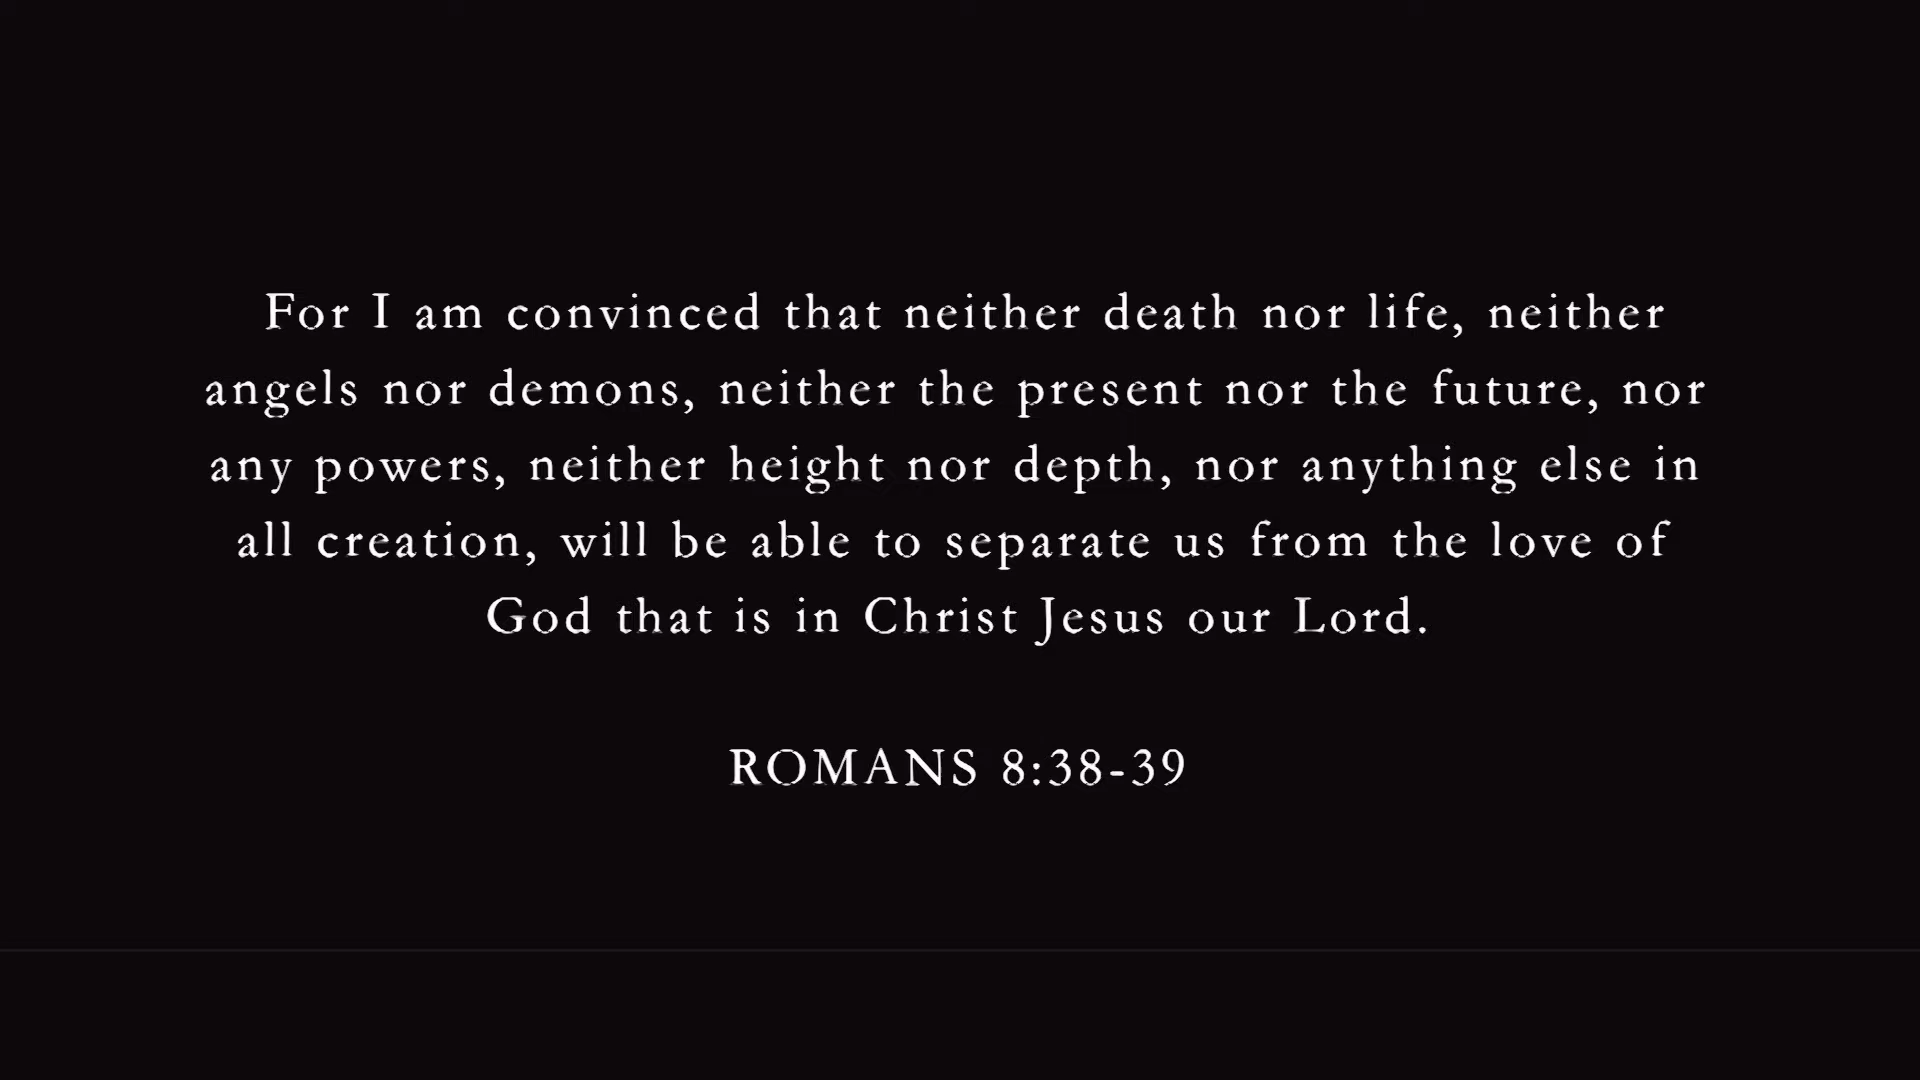 For I am convinced that neither death nor life, neither
angels nor demons, neither the present nor the future, nor
any powers, neither height nor depth, nor anything else in
all creation, will be able to separate us from the love of
God that is in Christ Jesus our Lord.
ROMANS 8:38-39